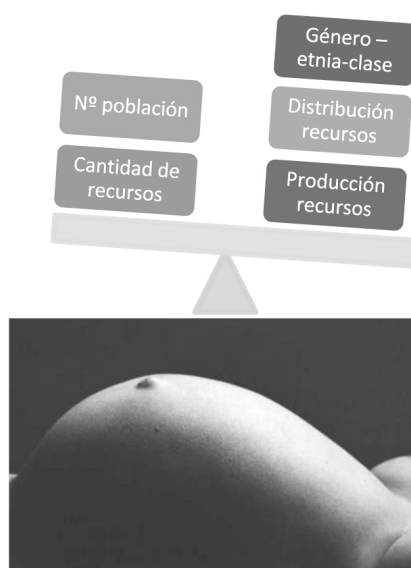 Género –
etnia-clase
Nº población
Distribución
recursos
Cantidad de
recursos
Producción
recursos